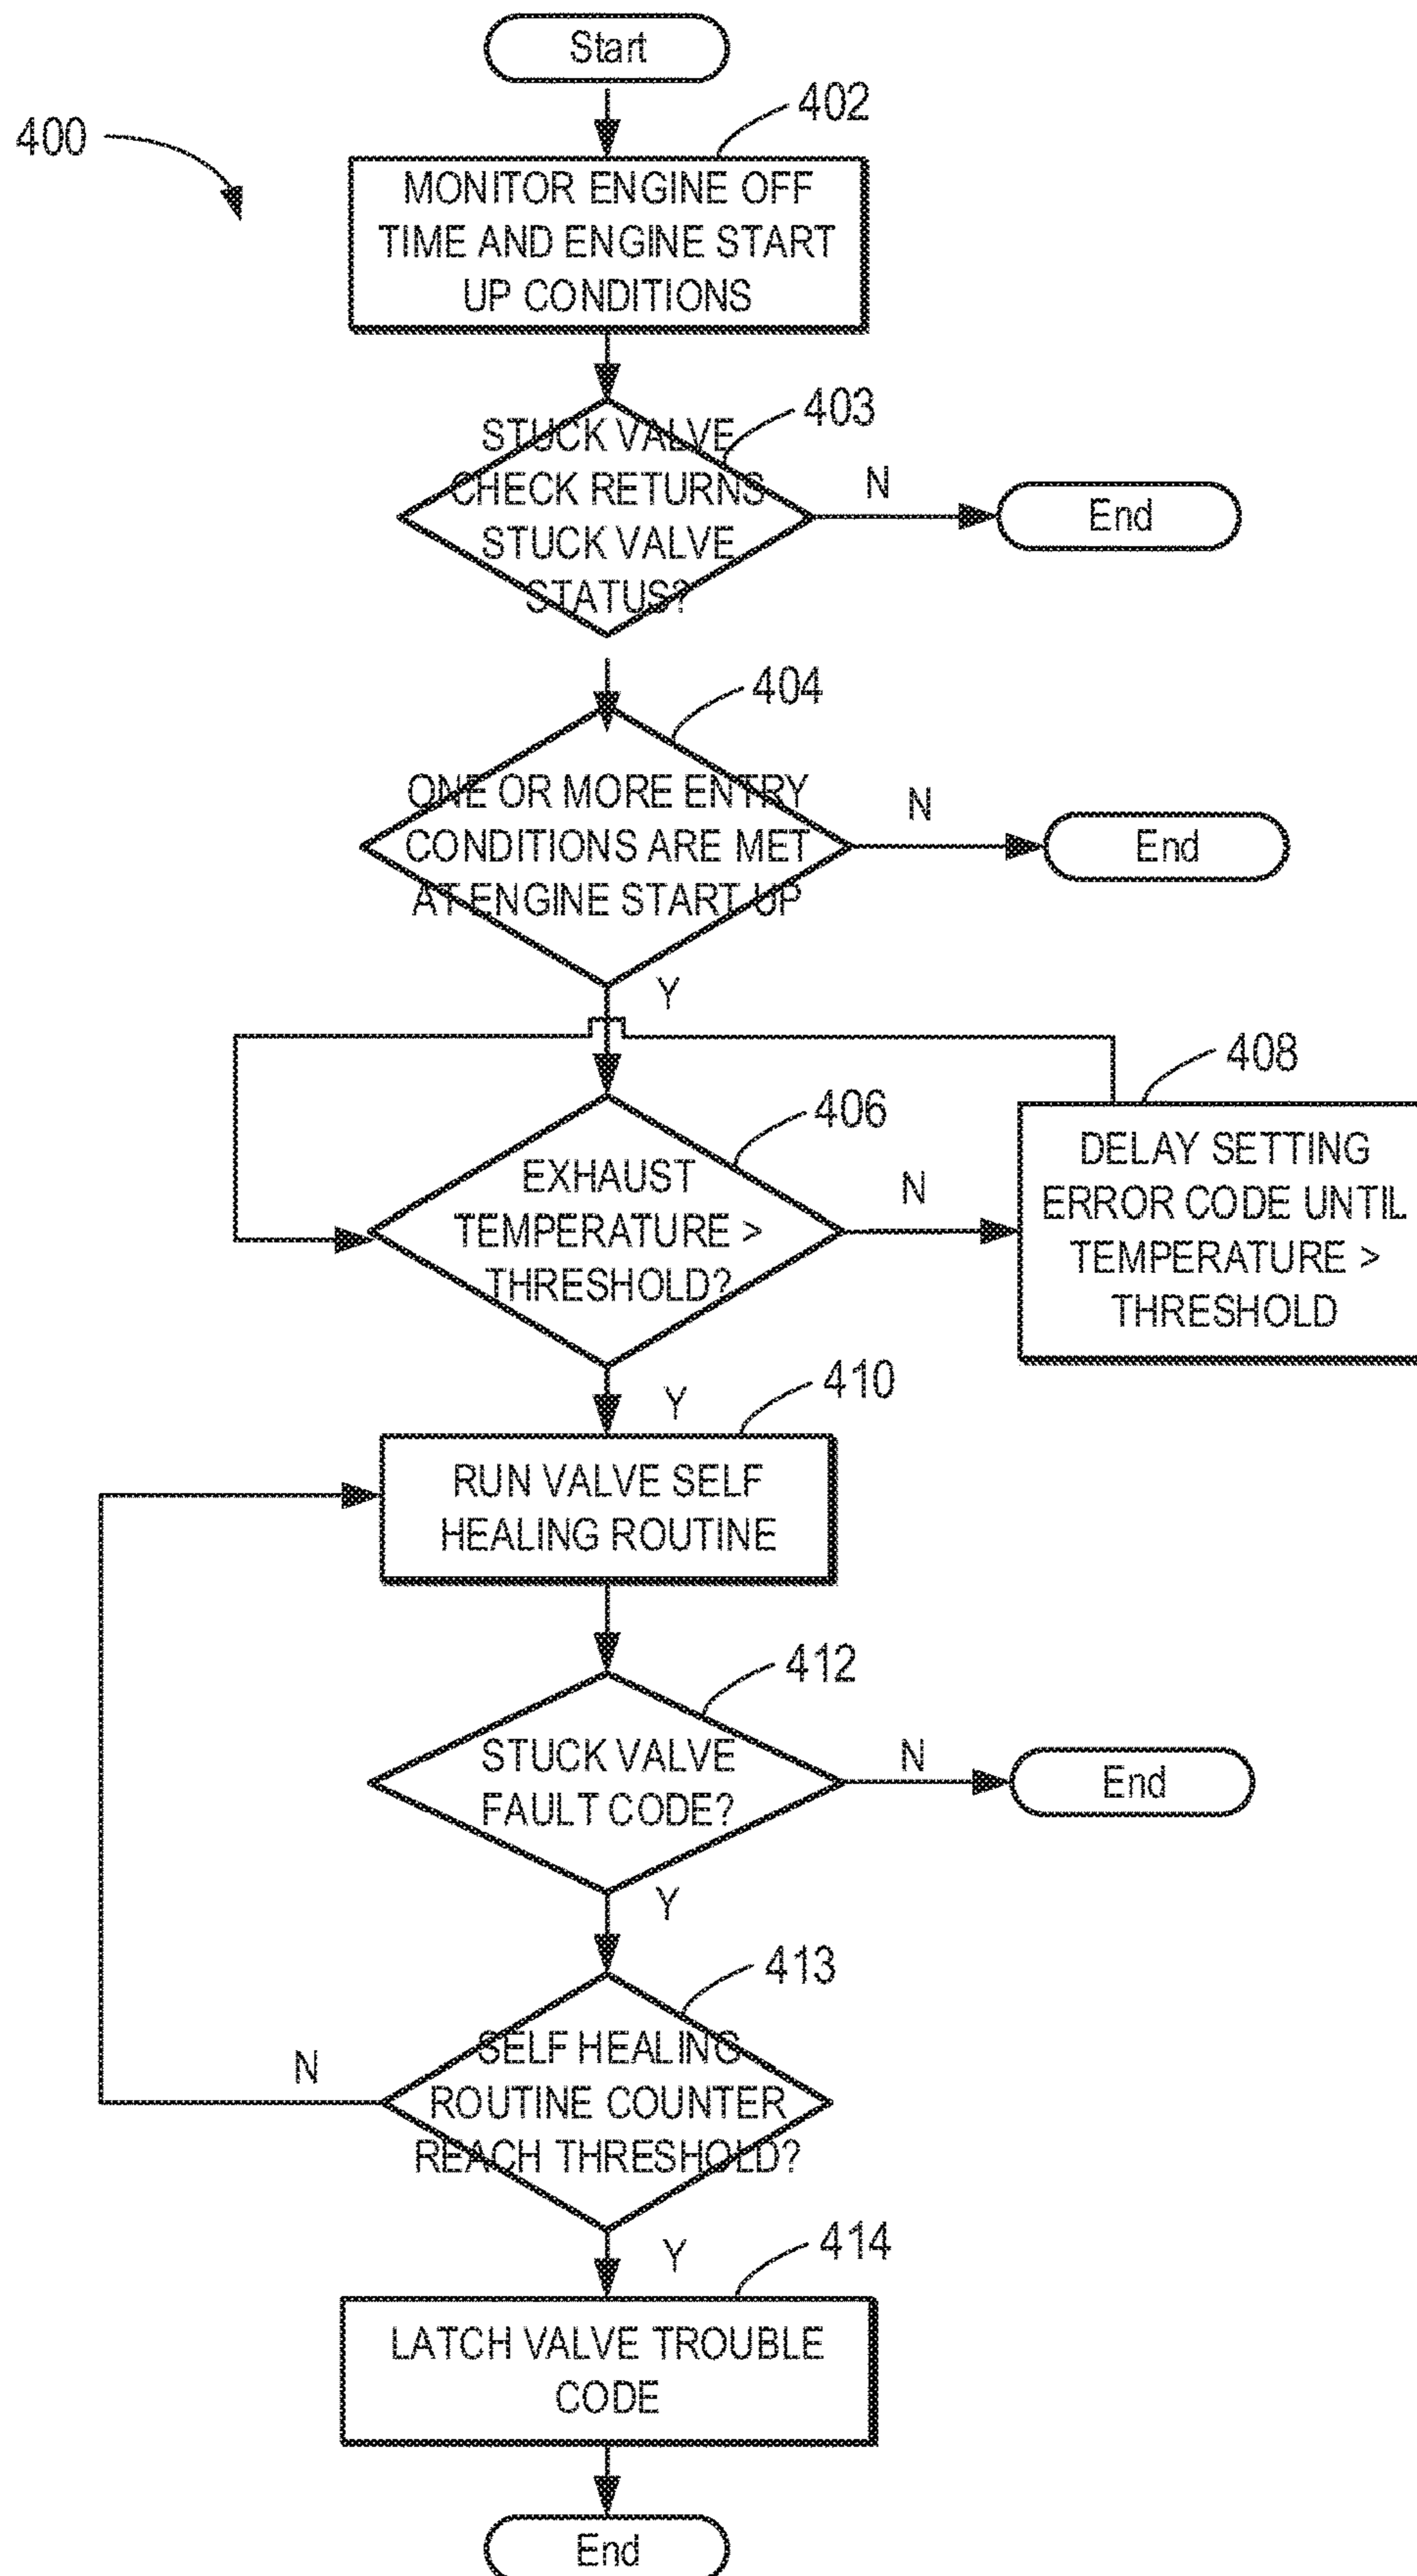 Start
402
400
MONITOR ENGINE OFF
TIME AND ENGINE START
UP CONDITIONS
403
STUCK VALVE
CHECK RETURNS
STUCK VALVE
STATUS?
N
End
404
ONE OR MORE ENTRY
CONDITIONS ARE MET
AT ENGINE START UP
N
End
Y
408
406
EXHAUST
TEMPERATURE >
THRESHOLD?
N
DELAY SETTING
ERROR CODE UNTIL
TEMPERATURE >
THRESHOLD
Y
410
RUN VALVE SELF
HEALING ROUTINE
412
STUCK VALVE
FAULT CODE?
N
End
Y
413
SELF HEALING
ROUTINE COUNTER
REACH THRESHOLD?
N
Y
414
LATCH VALVE TROUBLE
CODE
End